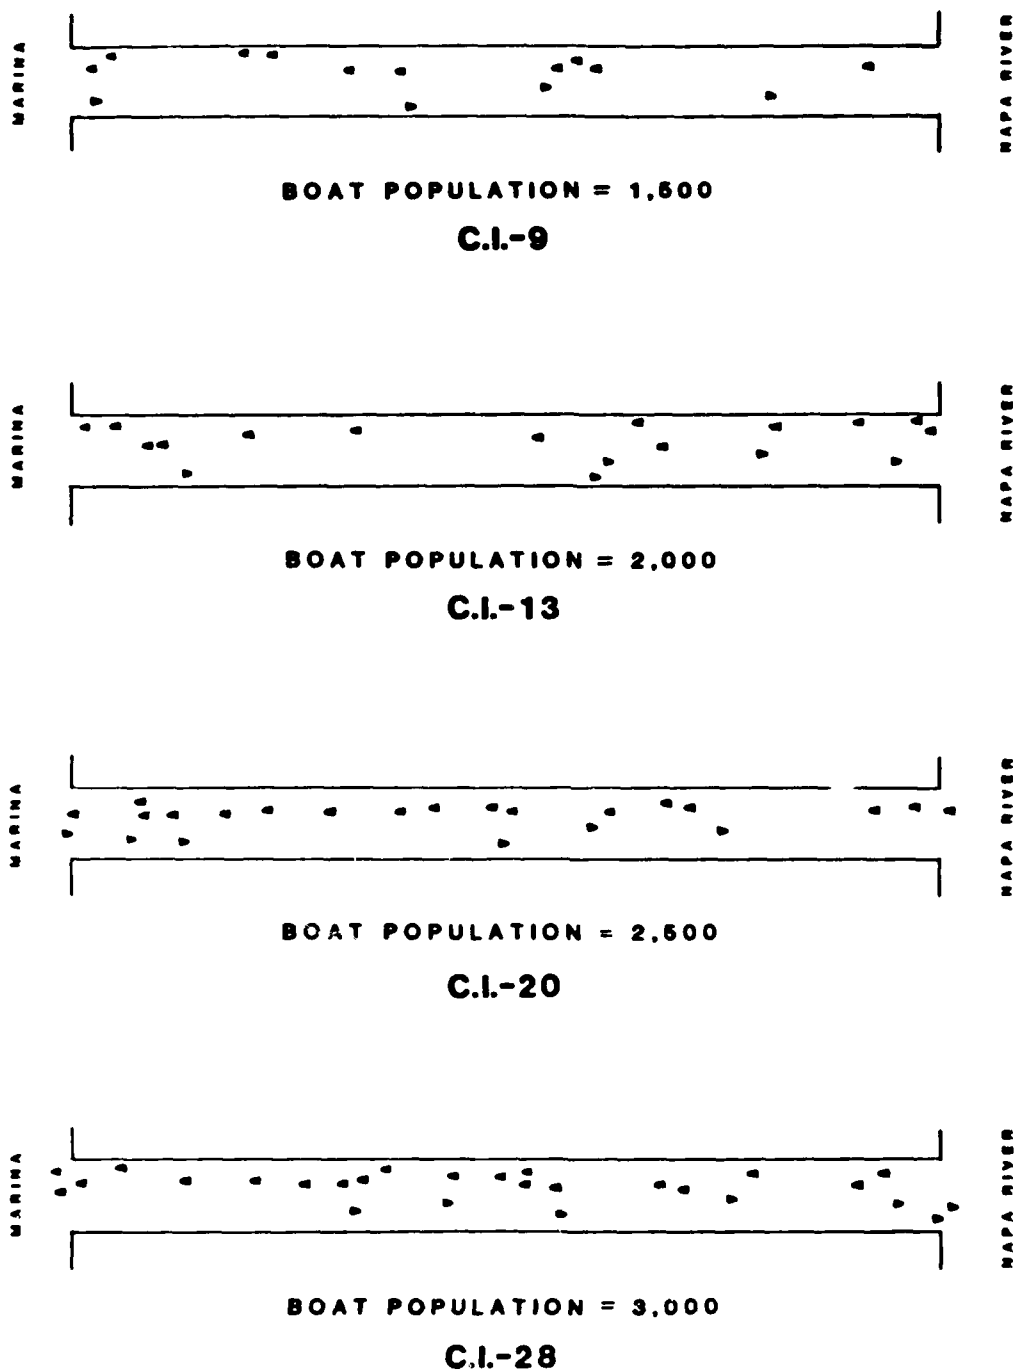 MARINA
NAPA RIVER
BOAT POPULATION = 1,500
C.I.-9
MARINA
NAPA RIVER
BOAT POPULATION = 2,000
C.I.-13
MARINA
NAPA RIVER
BOAT POPULATION = 2,500
C.I.-20
MARINA
NAPA RIVER
BOAT POPULATION = 3,000
C.I.-28